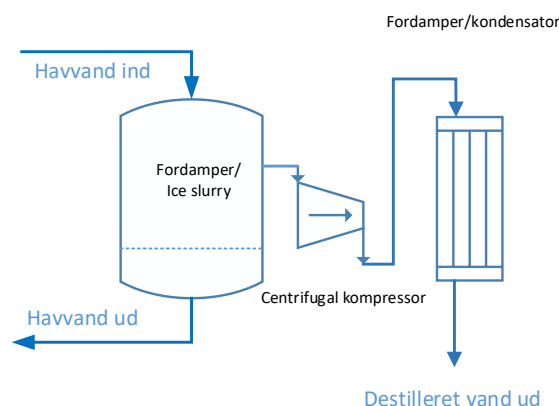 Fordamper/kondensator
Havvand ind
Fordamper/
Ice slurry
Centrifugal kompressor
Havvand ud
Destilleret vand ud